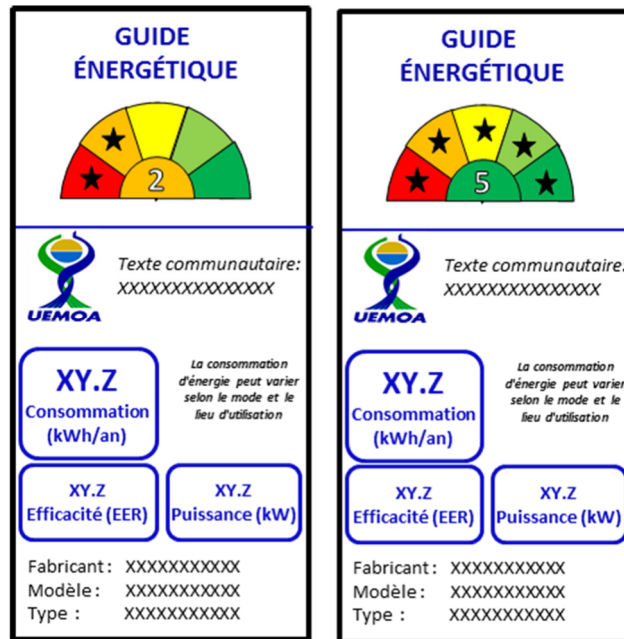 GUIDE
ÉNERGÉTIQUE
2
UEMOA
Texte communautaire:
XXXXXXXXXXXXXXX
XY.Z
Consommation
(kWh/an)
La consommation
d'énergie peut varier
selon le mode et le
lieu d'utilisation
XY.Z
Efficacité (EER)
XY.Z
Puissance (kW)
Fabricant: XXXXXXXXXXX
Modèle: XXXXXXXXXXX
Type : XXXXXXXXXXX
GUIDE
ÉNERGÉTIQUE
5
UEMOA
Texte communautaire:
XXXXXXXXXXXXXXX
XY.Z
Consommation
(kWh/an)
La consommation
d'énergie peut varier
selon le mode et le
lieu d'utilisation
XY.Z
Efficacité (EER)
XY.Z
Puissance (kW)
Fabricant: XXXXXXXXXXX
Modèle: XXXXXXXXXXX
Type : XXXXXXXXXXX